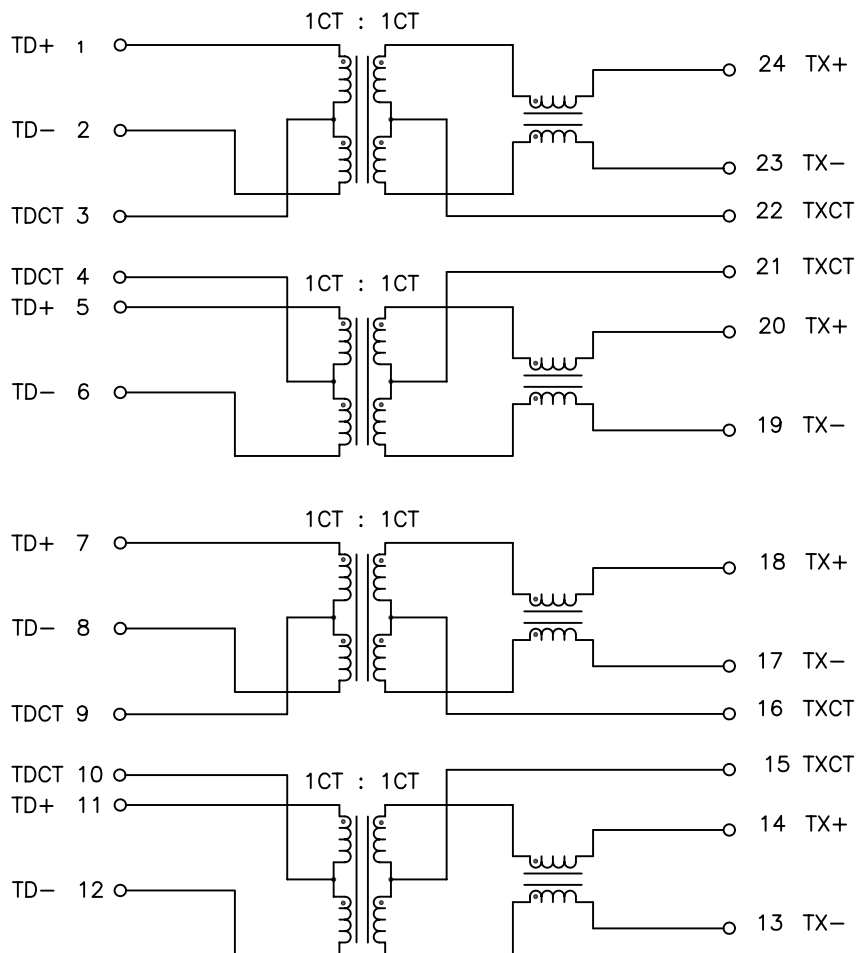 1CT : 1CT
TD+ 1
24 TX+
TD− 2
23 TX−
TDCT 3
22 TXCT
TDCT 4
21 TXCT
1CT : 1CT
TD+ 5
20 TX+
TD− 6
19 TX−
1CT : 1CT
TD+ 7
18 TX+
TD− 8
17 TX−
TDCT 9
16 TXCT
TDCT 10
15 TXCT
1CT : 1CT
TD+ 11
14 TX+
TD− 12
13 TX−